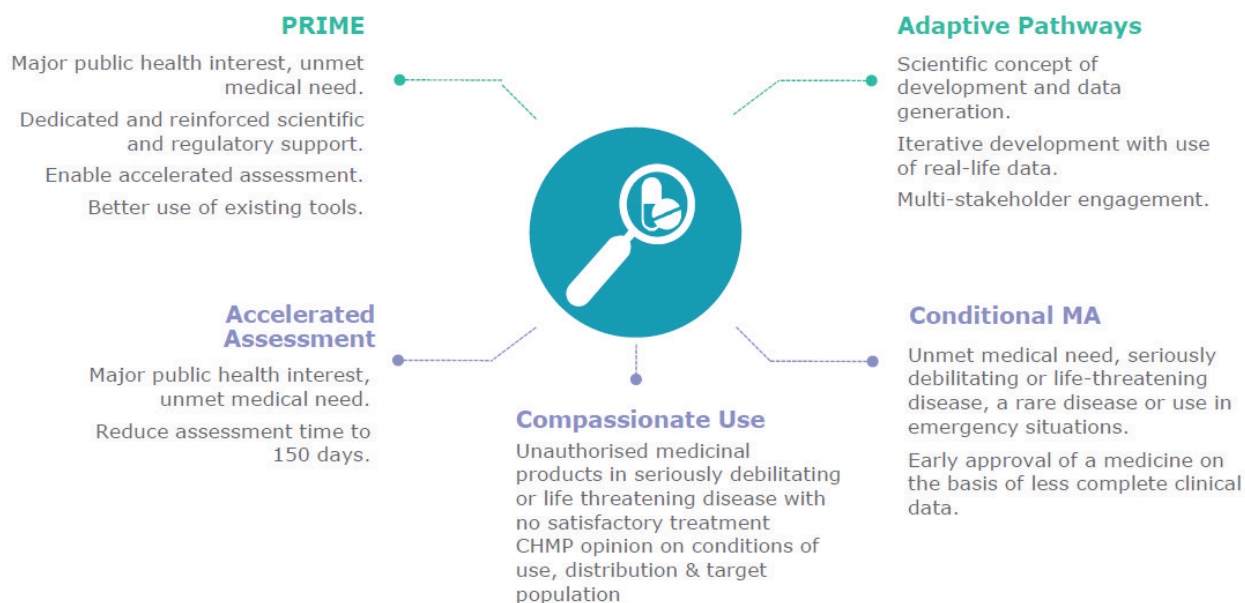 PRIME
Major public health interest, unmet
medical need.
Dedicated and reinforced scientific
and regulatory support.
Enable accelerated assessment.
Better use of existing tools.
Adaptive Pathways
Scientific concept of
development and data
generation.
Iterative development with use
of real-life data.
Multi-stakeholder engagement.
Accelerated
Assessment
Major public health interest,
unmet medical need.
Reduce assessment time to
150 days.
Compassionate Use
Unauthorised medicinal
products in seriously debilitating
or life threatening disease with
no satisfactory treatment
CHMP opinion on conditions of
use, distribution & target
population
Conditional MA
Unmet medical need, seriously
debilitating or life-threatening
disease, a rare disease or use in
emergency situations.
Early approval of a medicine on
the basis of less complete clinical
data.